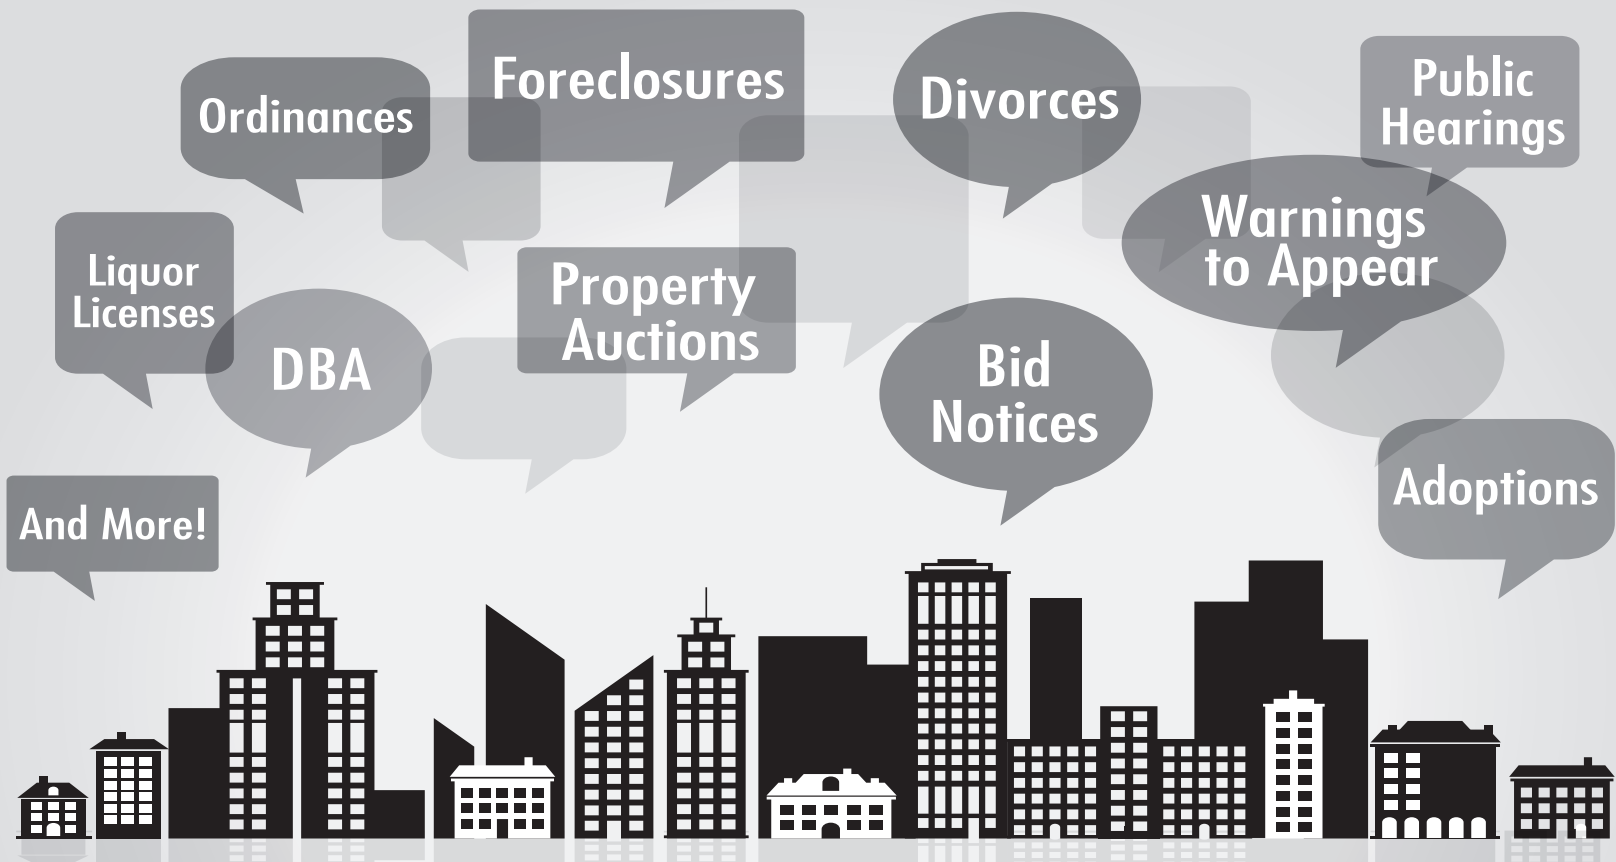 Ordinances
Foreclosures
Divorces
Public
Hearings
Liquor
Licenses
DBA
Property
Auctions
Warnings
to Appear
Bid
Notices
And More!
Adoptions